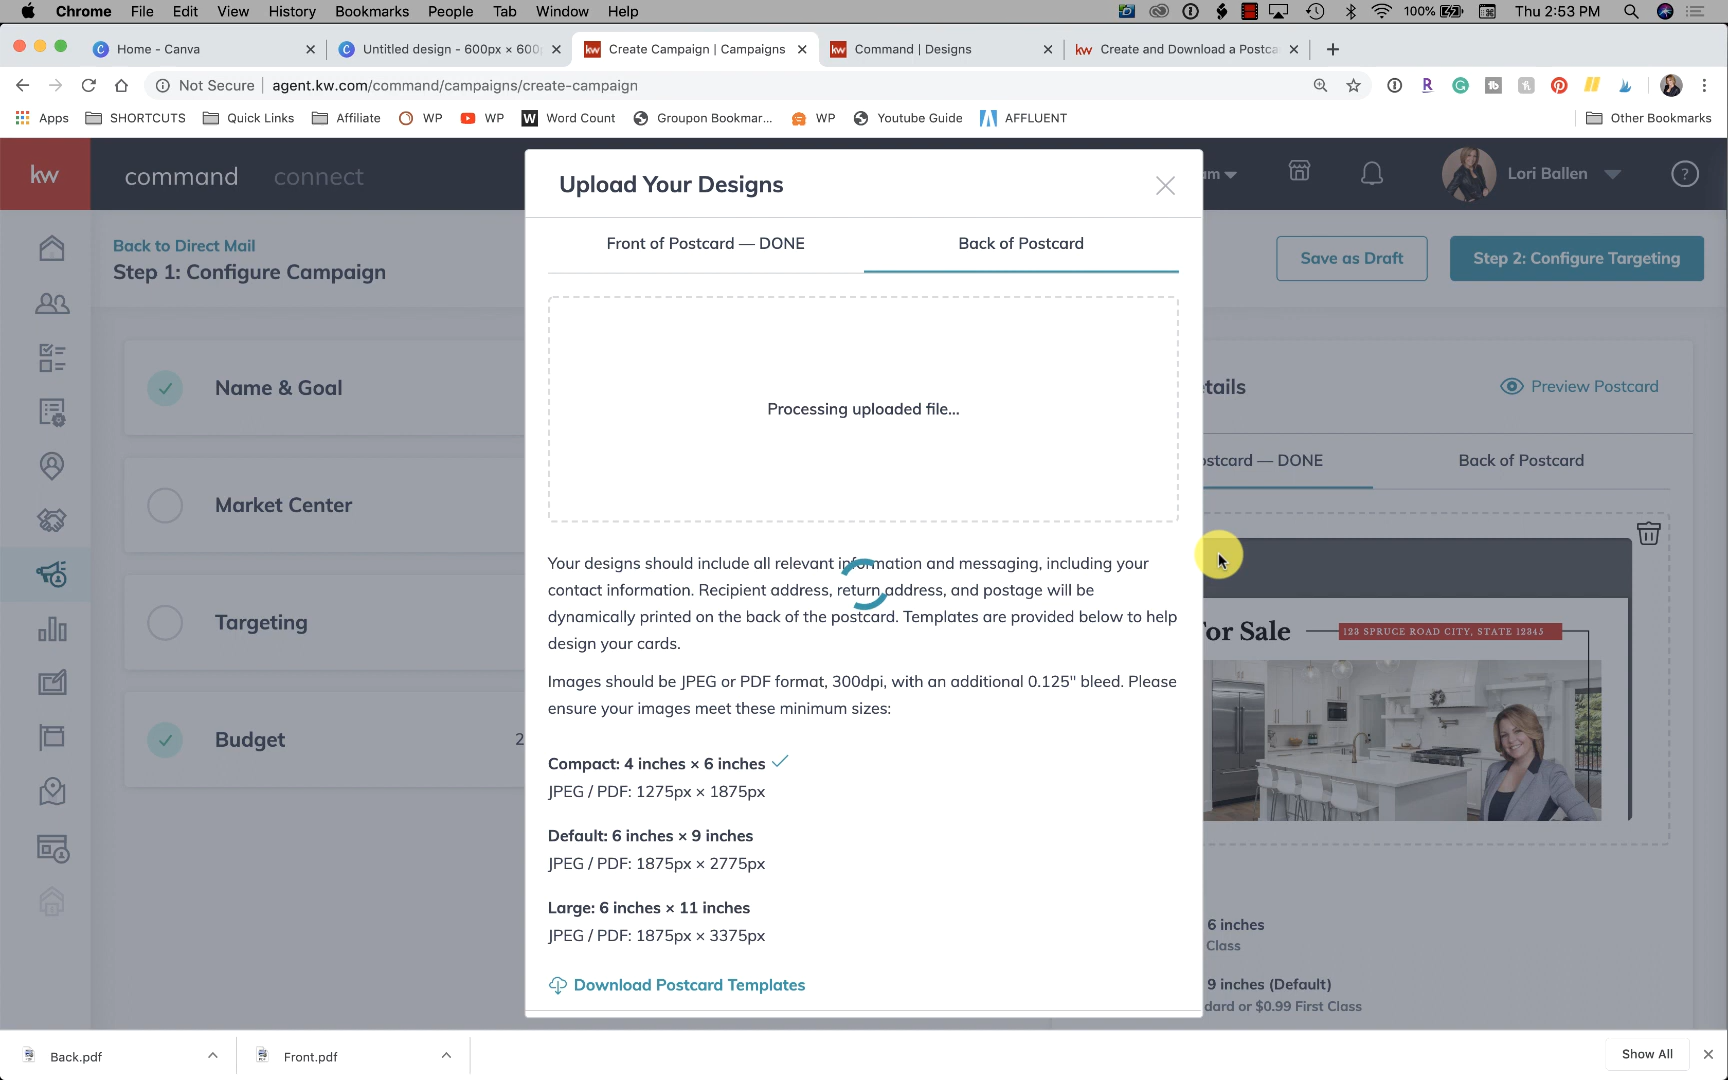 Chrome File Edit View History Bookmarks People Tab Window Help 100% Thu 2:53 PM
Home - Canva Untitled design - 600px × 600 Create Campaign | Campaigns Command | Designs Create and Download a Postca
Not Secure agent.kw.com/command/campaigns/create-campaign
Apps SHORTCUTS Quick Links Affiliate WP WP Word Count Groupon Bookmar... WP Youtube Guide AFFLUENT Other Bookmarks
kw command connect am Lori Ballen
Upload Your Designs
Back to Direct Mail
Step 1: Configure Campaign
Save as Draft
Step 2: Configure Targeting
Front of Postcard — DONE Back of Postcard
Name & Goal
Market Center
Targeting
Budget 2
Processing uploaded file...
Your designs should include all relevant information and messaging, including your
contact information. Recipient address, return address, and postage will be
dynamically printed on the back of the postcard. Templates are provided below to help
design your cards.
Images should be JPEG or PDF format, 300dpi, with an additional 0.125" bleed. Please
ensure your images meet these minimum sizes:
Compact: 4 inches × 6 inches
JPEG / PDF: 1275px × 1875px
Default: 6 inches × 9 inches
JPEG / PDF: 1875px × 2775px
Large: 6 inches × 11 inches
JPEG / PDF: 1875px × 3375px
Download Postcard Templates
etails Preview Postcard
ostcard — DONE Back of Postcard
For Sale 123 SPRUCE ROAD CITY, STATE 12345
6 inches
Class
9 inches (Default)
dard or $0.99 First Class
Back.pdf Front.pdf Show All